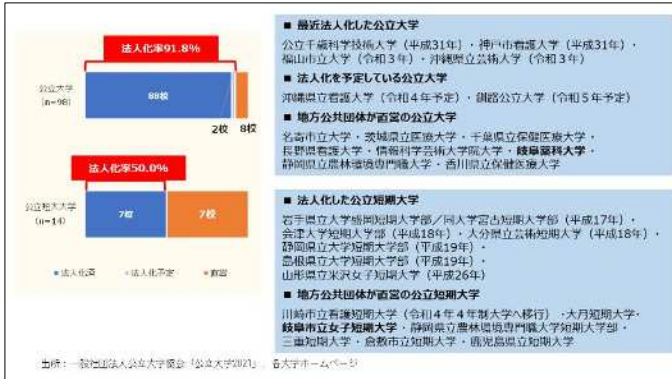 法人化率91.8%
公立大学
(n=98)
88校
2校
8校
法人化率50.0%
公立短大大学
(n=14)
7校
7校
■法人化済
法人化予定
■直営
■ 最近法人化した公立大学
公立千歳科学技術大学（平成31年）・神戸市看護大学（平成31年）・
福山市立大学（令和３年）・沖縄県立芸術大学（令和３年）
■ 法人化を予定している公立大学
沖縄県立看護大学（令和４年予定）・釧路公立大学（令和５年予定）
■ 地方公共団体が直営の公立大学
名寄市立大学・茨城県立医療大学・千葉県立保健医療大学・
長野県看護大学・情報科学芸術大学院大学・岐阜薬科大学・
静岡県立農林環境専門職大学・香川県立保健医療大学
■ 法人化した公立短期大学
岩手県立大学盛岡短期大学部／同大学宮古短期大学部（平成17年）・
会津大学短期大学部（平成18年）・大分県立芸術短期大学（平成18年）・
静岡県立大学短期大学部（平成19年）・
島根県立大学短期大学部（平成19年）・
山形県立米沢女子短期大学（平成26年）
■ 地方公共団体が直営の公立短期大学
川崎市立看護短期大学（令和４年４年制大学へ移行）・大月短期大学・
岐阜市立女子短期大学・静岡県立農林環境専門職大学短期大学部・
三重短期大学・倉敷市立短期大学・鹿児島県立短期大学
出所：一般社団法人公立大学協会「公立大学2021」、各大学ホームページ